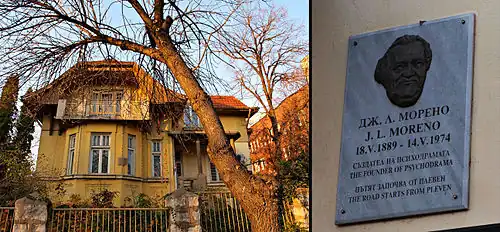 ДЖ. Л. МОРЕНО
J. L. MORENO
18.V.1889 - 14.V.1974
СЪЗДАТЕЛ НА ПСИХОДРАМАТА
THE FOUNDER OF PSYCHODRAMA
ПЪТЯТ ЗАПОЧВА ОТ ПЛЕВЕН
THE ROAD STARTS FROM PLEVEN